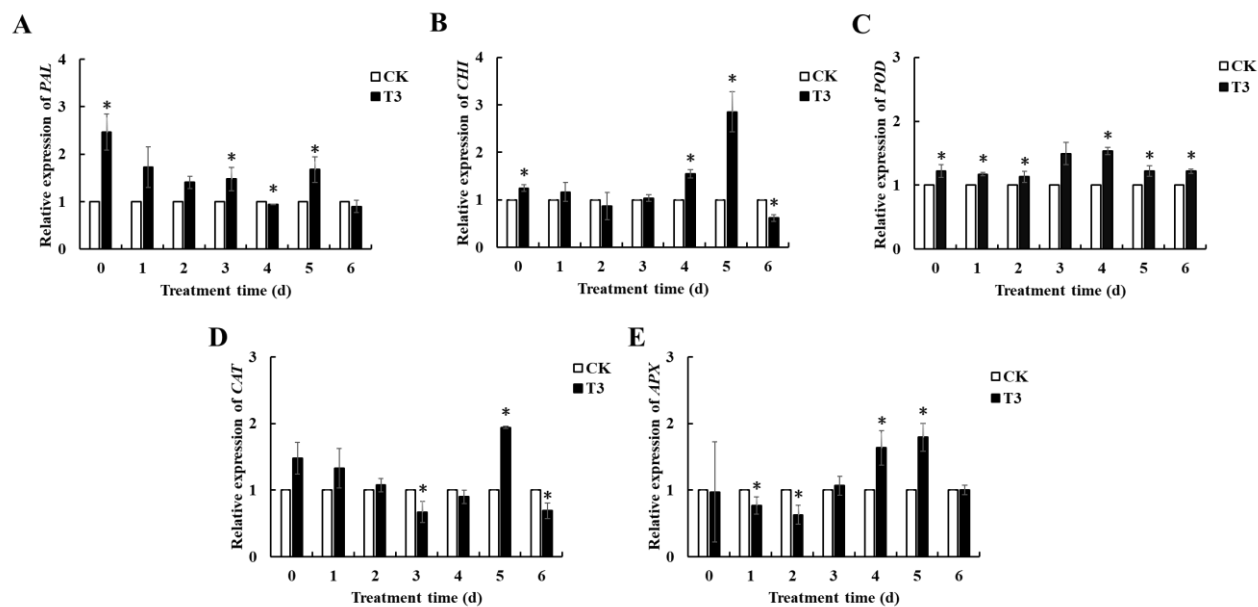 A
Relative expression of PAL
4
3
2
1
0
0 1 2 3 4 5 6
Treatment time (d)
CK
T3
* * * *
B
Relative expression of CHI
4
3
2
1
0
0 1 2 3 4 5 6
Treatment time (d)
CK
T3
* * * *
C
Relative expression of POD
3
2
1
0
0 1 2 3 4 5 6
Treatment time (d)
CK
T3
* * * * * *
D
Relative expression of CAT
3
2
1
0
0 1 2 3 4 5 6
Treatment time (d)
CK
T3
* * *
E
Relative expression of APX
3
2
1
0
0 1 2 3 4 5 6
Treatment time (d)
CK
T3
* * * *